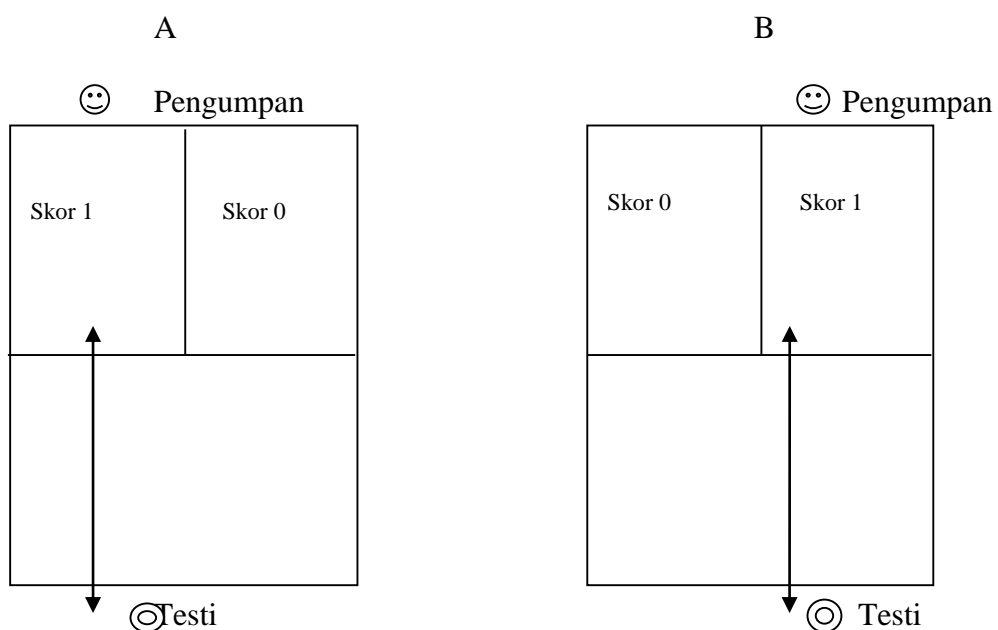 A
B
Pengumpan
Pengumpan
Skor 1
Skor 0
Skor 0
Skor 1
Testi
Testi